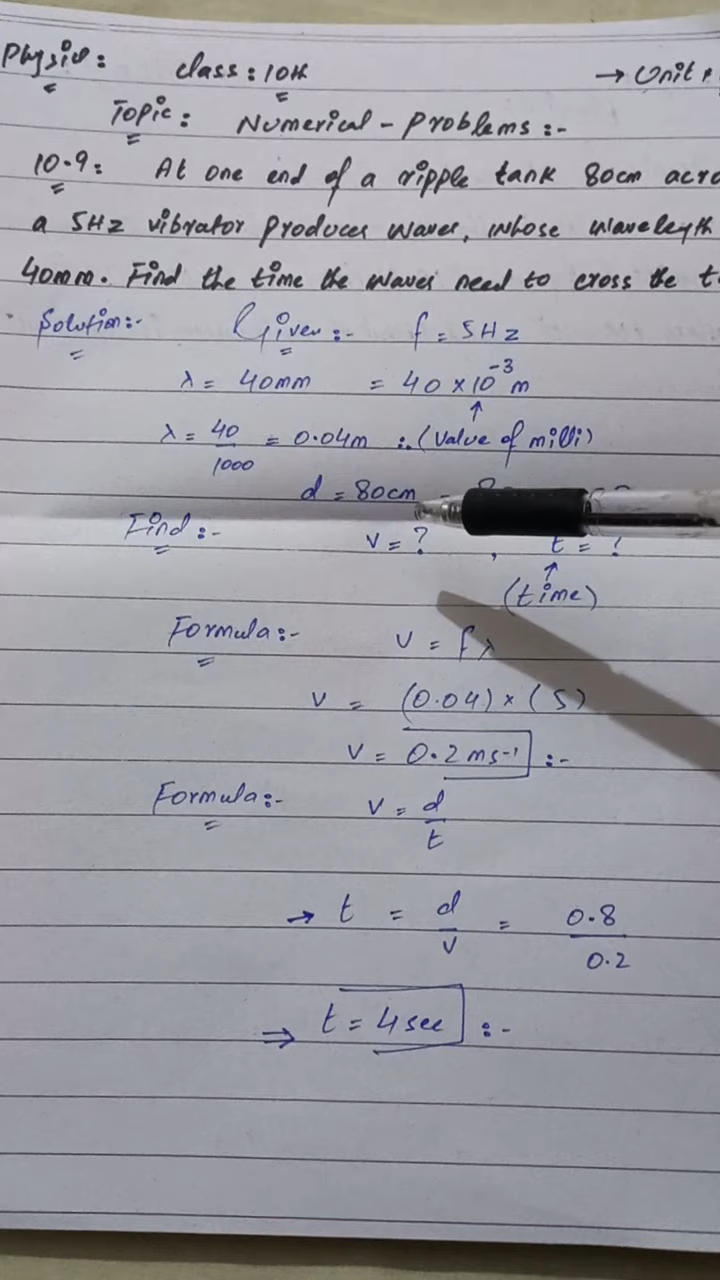 Physics: class: 10th → Unit
Topic: Numerical - Problems :-
10.9: At one end of a ripple tank 80cm
a 5Hz vibrator produces waves, whose wavelegth
40mm. Find the time the waves need to cross the
Solution:- Given :- f = 5Hz
λ = 40mm = 40 × 10⁻³ m
↑
λ = 40/1000 = 0.04m ∴ (Value of milli)
d = 80cm
Find :- v = ? , t = ?
↑
(time)
Formula:- v = fλ
v = (0.04) × (5)
v = 0.2 ms⁻¹ :-
Formula:- v = d/t
→ t = d/v = 0.8/0.2
⇒ t = 4 sec :-